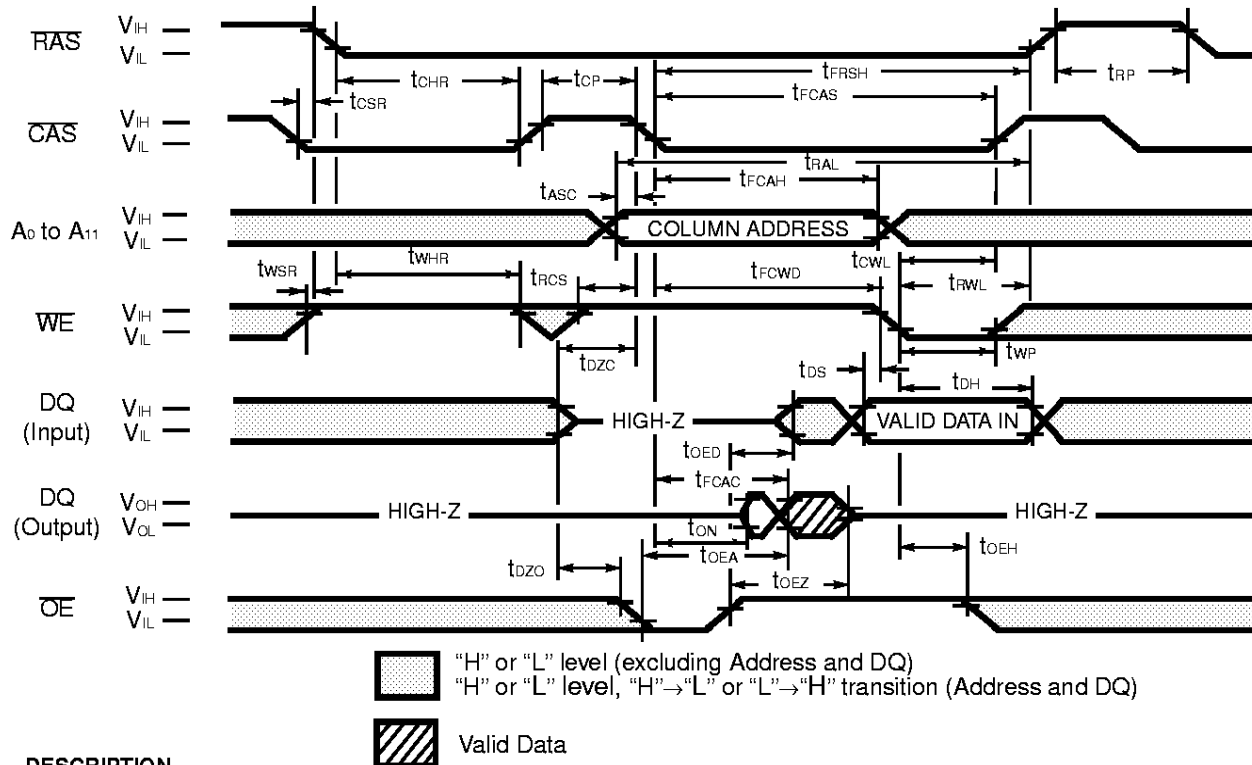 RAS
VIH
VIL
tCHR
tCP
tFRSH
tRP
tCSR
tFCAS
CAS
VIH
VIL
tRAL
tASC
tFCAH
A0 to A11
VIH
VIL
COLUMN ADDRESS
tWSR
tWHR
tRCS
tFCWD
tCWL
tRWL
WE
VIH
VIL
tDZC
tWP
tDS
tDH
DQ
(Input)
VIH
VIL
HIGH-Z
VALID DATA IN
tOED
tFCAC
DQ
(Output)
VOH
VOL
HIGH-Z
HIGH-Z
tON
tOEA
tOEH
tDZO
tOEZ
OE
VIH
VIL
“H” or “L” level (excluding Address and DQ)
“H” or “L” level, “H”→“L” or “L”→“H” transition (Address and DQ)
Valid Data
DESCRIPTION